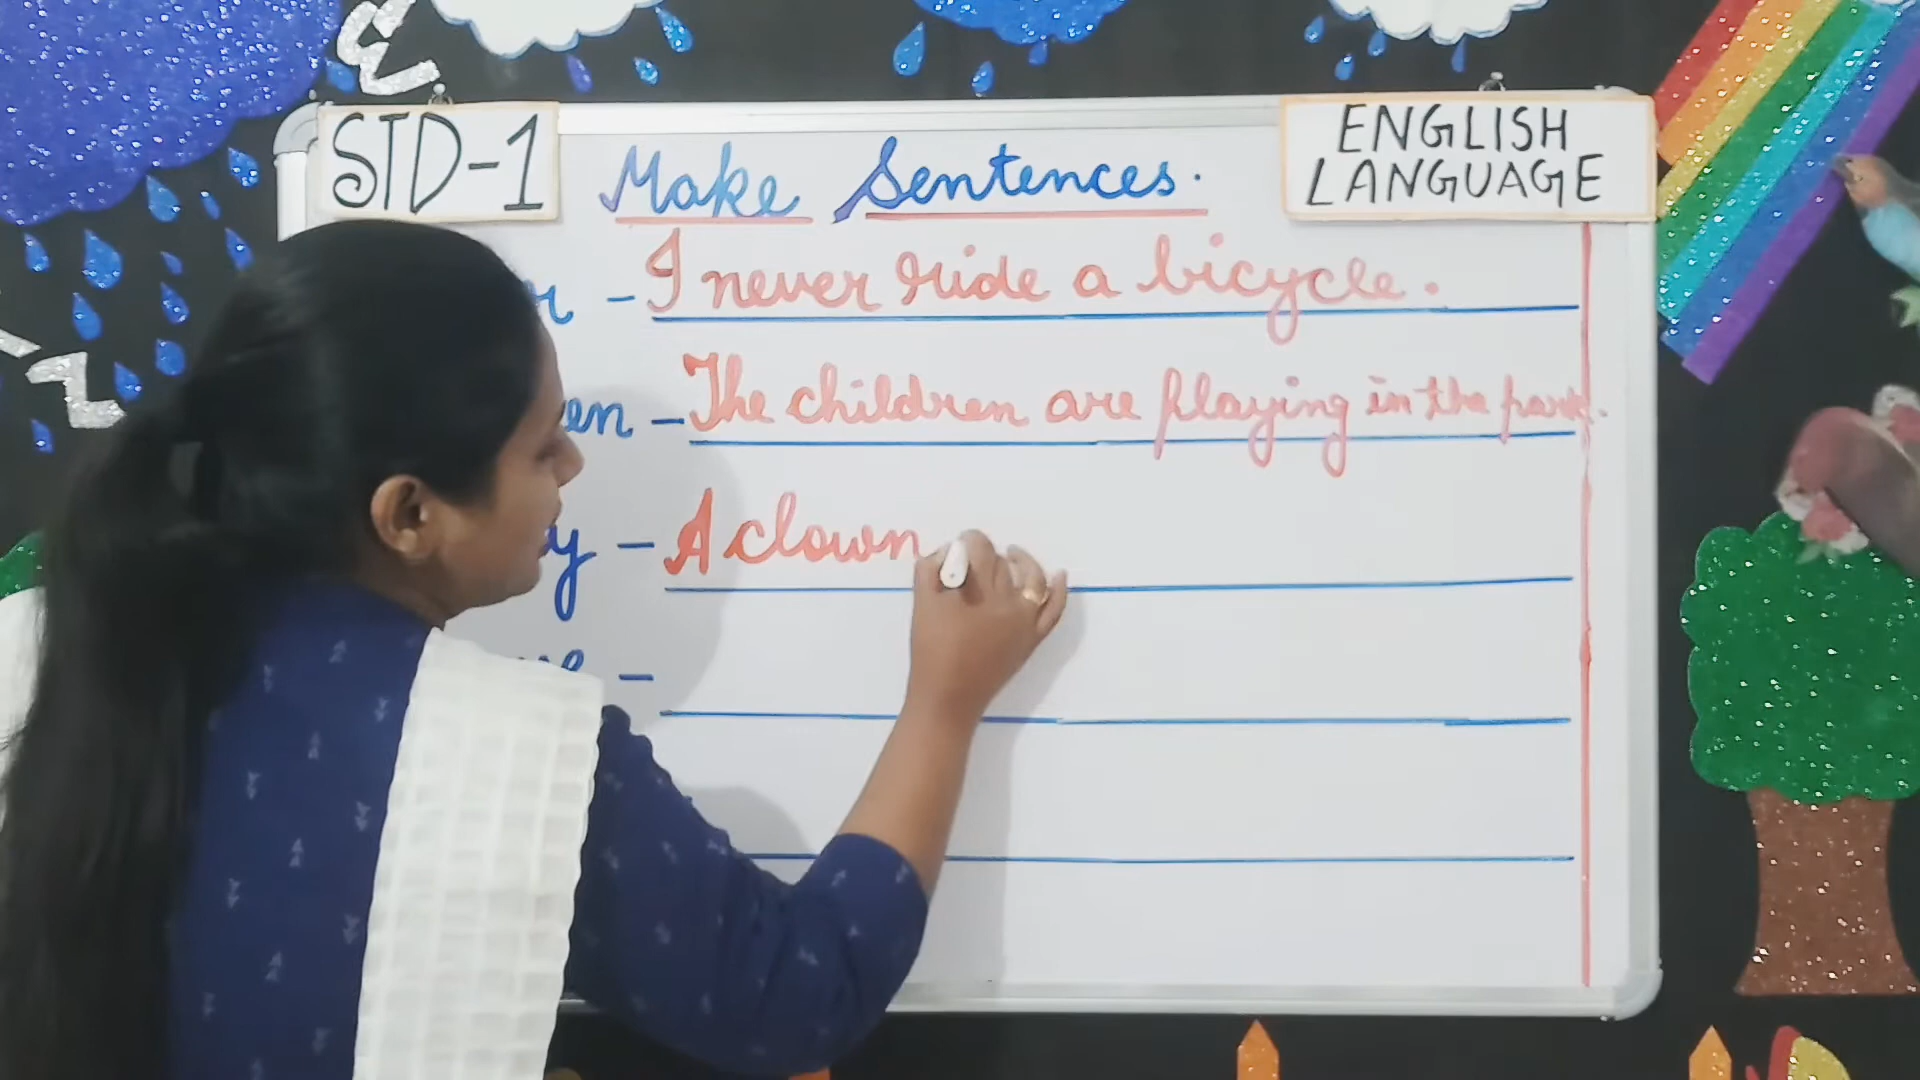 STD-1
Make Sentences.
ENGLISH
LANGUAGE
r - I never ride a bicycle.
en - The children are playing in the park.
y - A clown
-